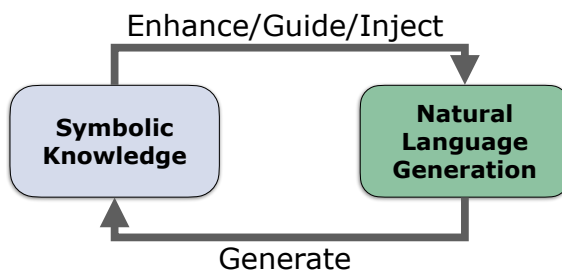 Enhance/Guide/Inject
Symbolic
Knowledge
Natural
Language
Generation
Generate